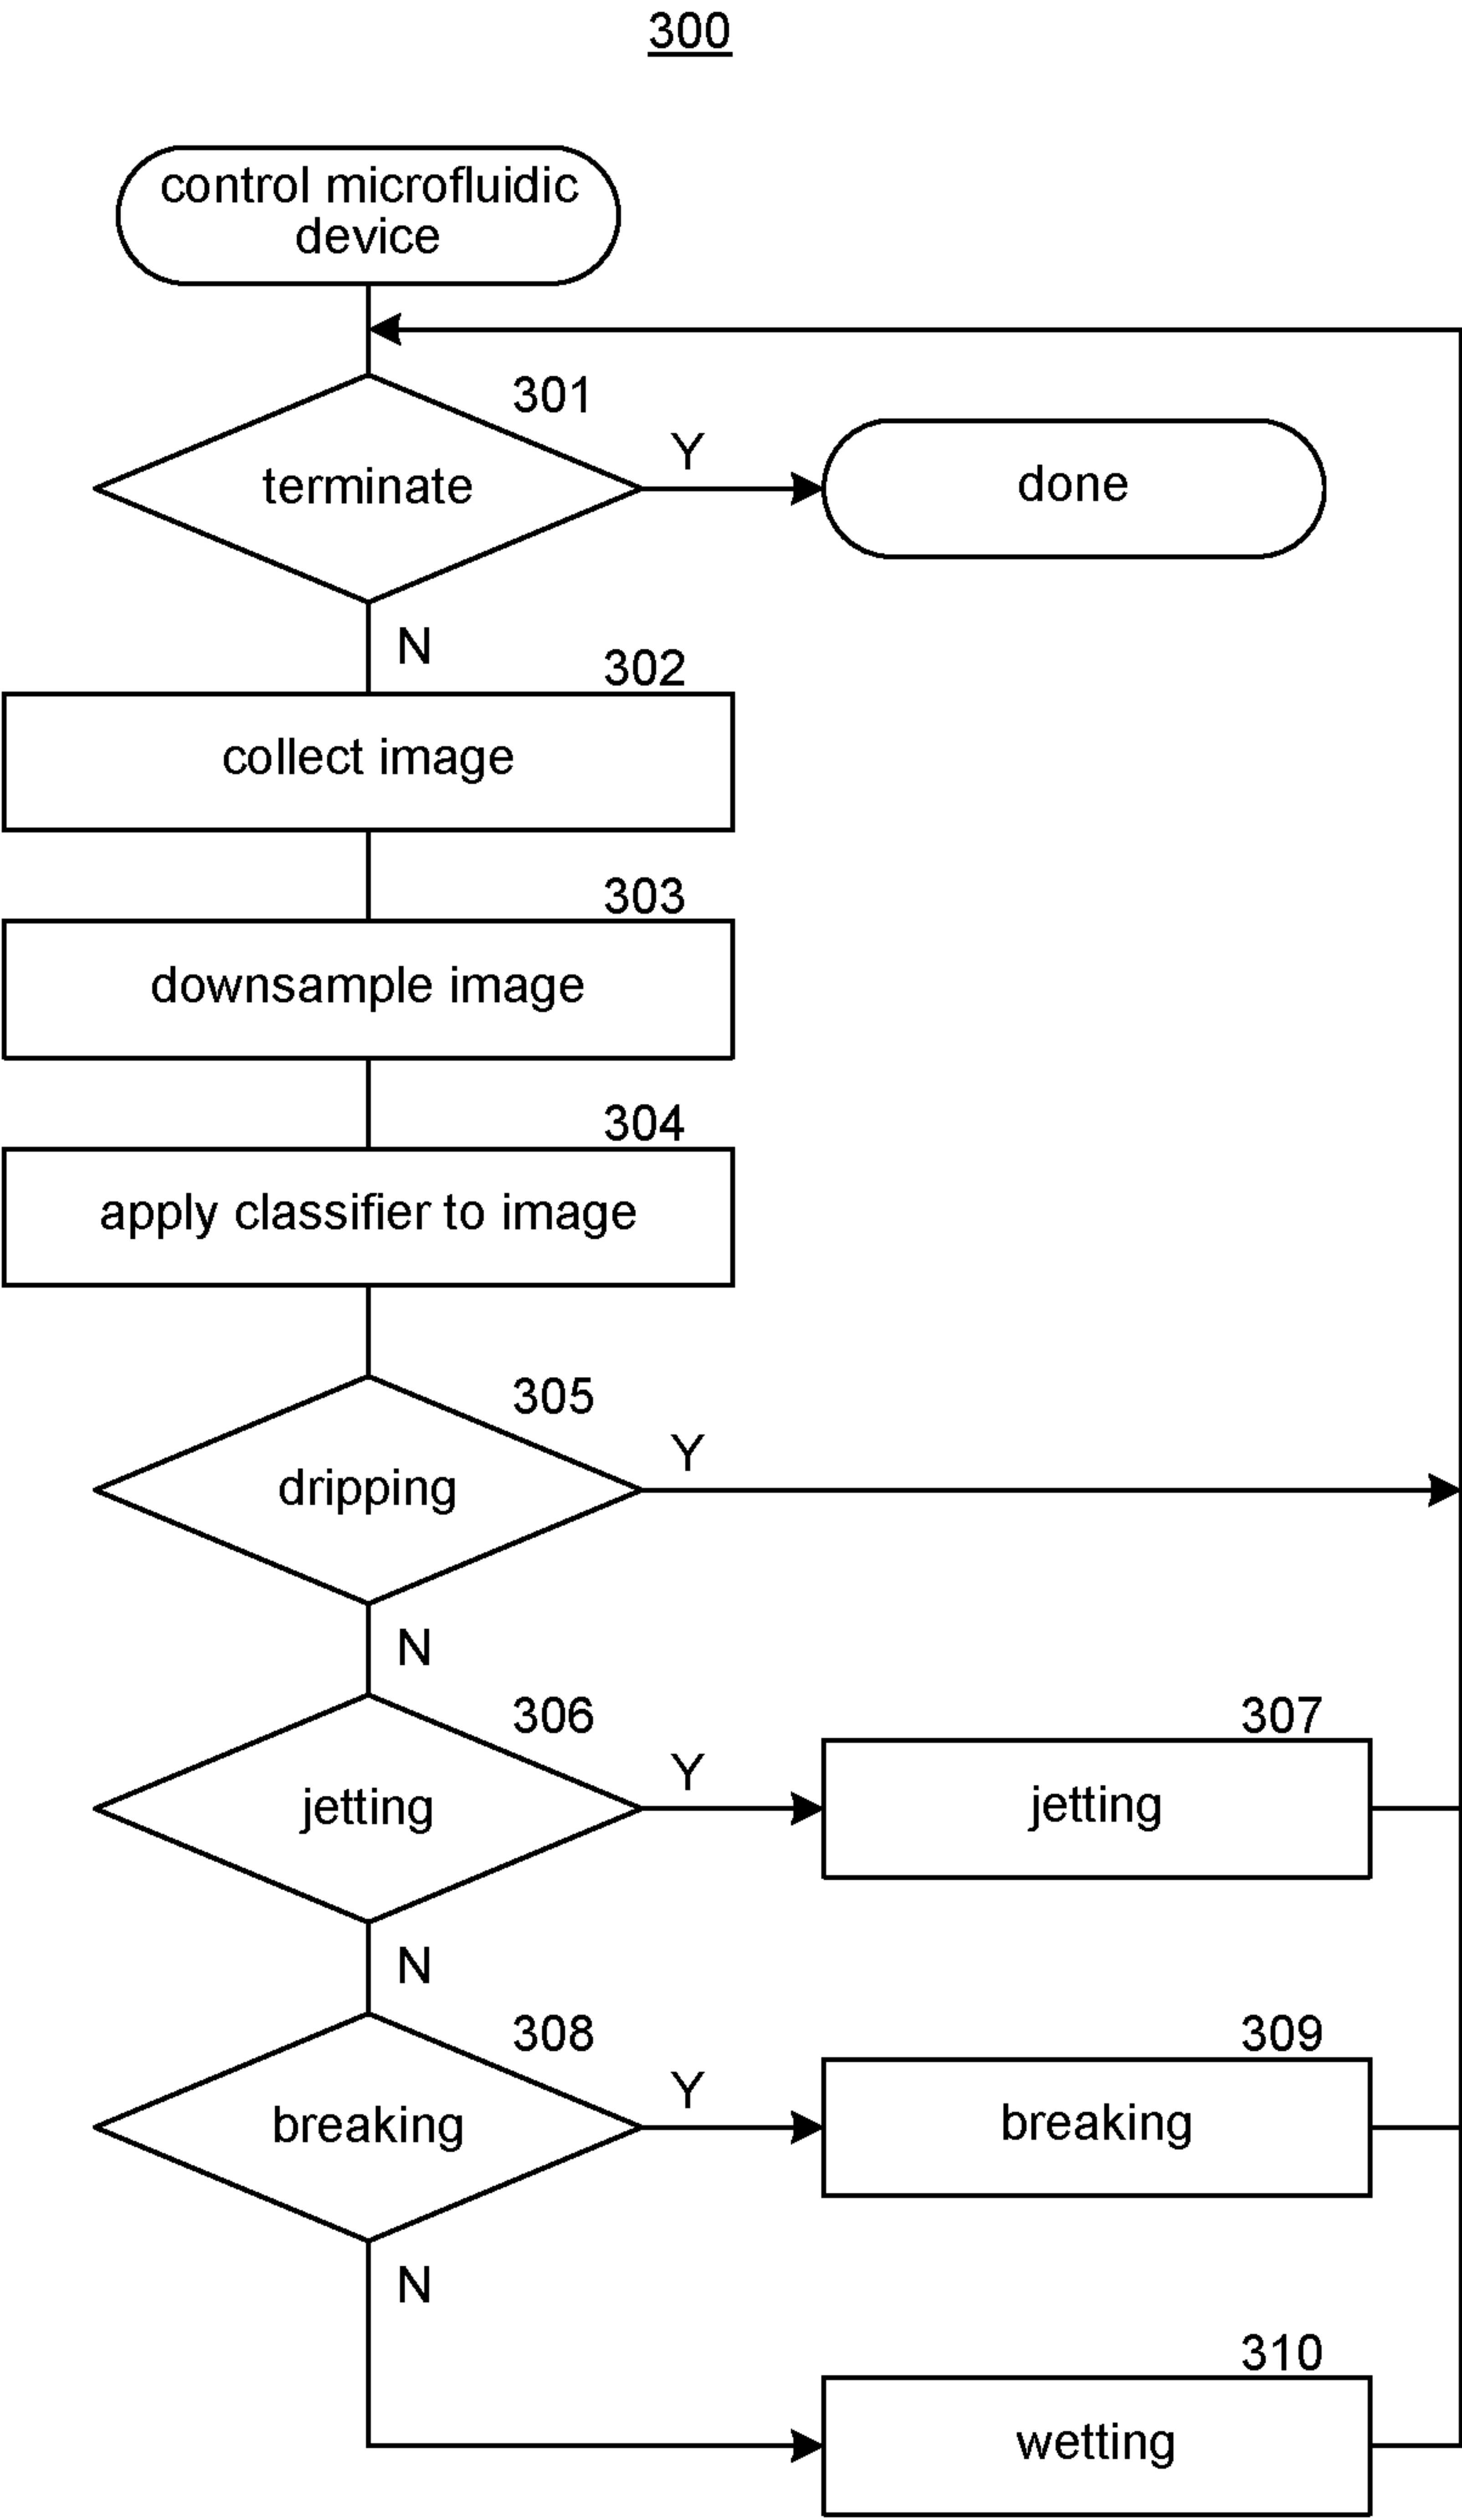 300
control microfluidic
device
301
terminate
Y
done
N
302
collect image
303
downsample image
304
apply classifier to image
305
dripping
Y
N
306
jetting
Y
307
jetting
N
308
breaking
Y
309
breaking
N
310
wetting